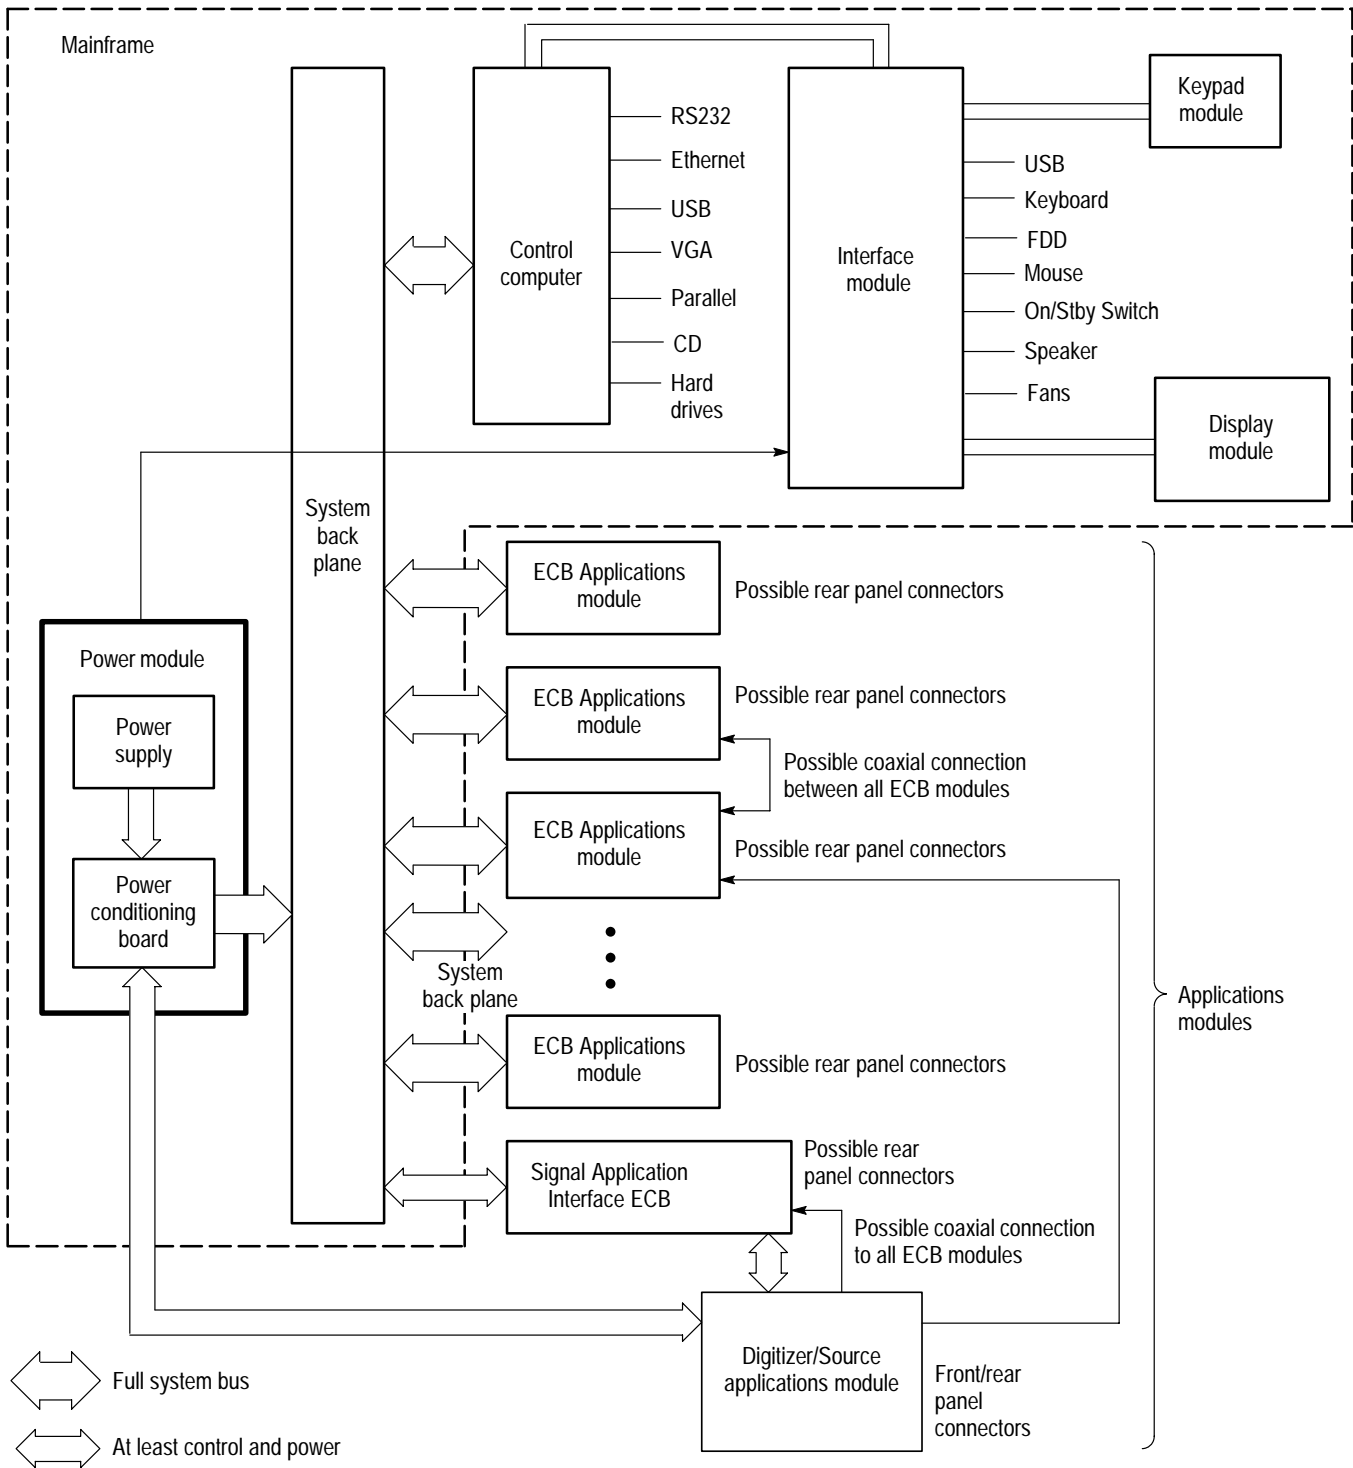 Mainframe
Control
computer
RS232
Ethernet
USB
VGA
Parallel
CD
Hard
drives
Interface
module
Keypad
module
USB
Keyboard
FDD
Mouse
On/Stby Switch
Speaker
Fans
Display
module
System
back
plane
Power module
Power
supply
Power
conditioning
board
ECB Applications
module
Possible rear panel connectors
ECB Applications
module
Possible rear panel connectors
Possible coaxial connection
between all ECB modules
ECB Applications
module
Possible rear panel connectors
System
back plane
ECB Applications
module
Possible rear panel connectors
Applications
modules
Signal Application
Interface ECB
Possible rear
panel connectors
Possible coaxial connection
to all ECB modules
Digitizer/Source
applications module
Front/rear
panel
connectors
Full system bus
At least control and power